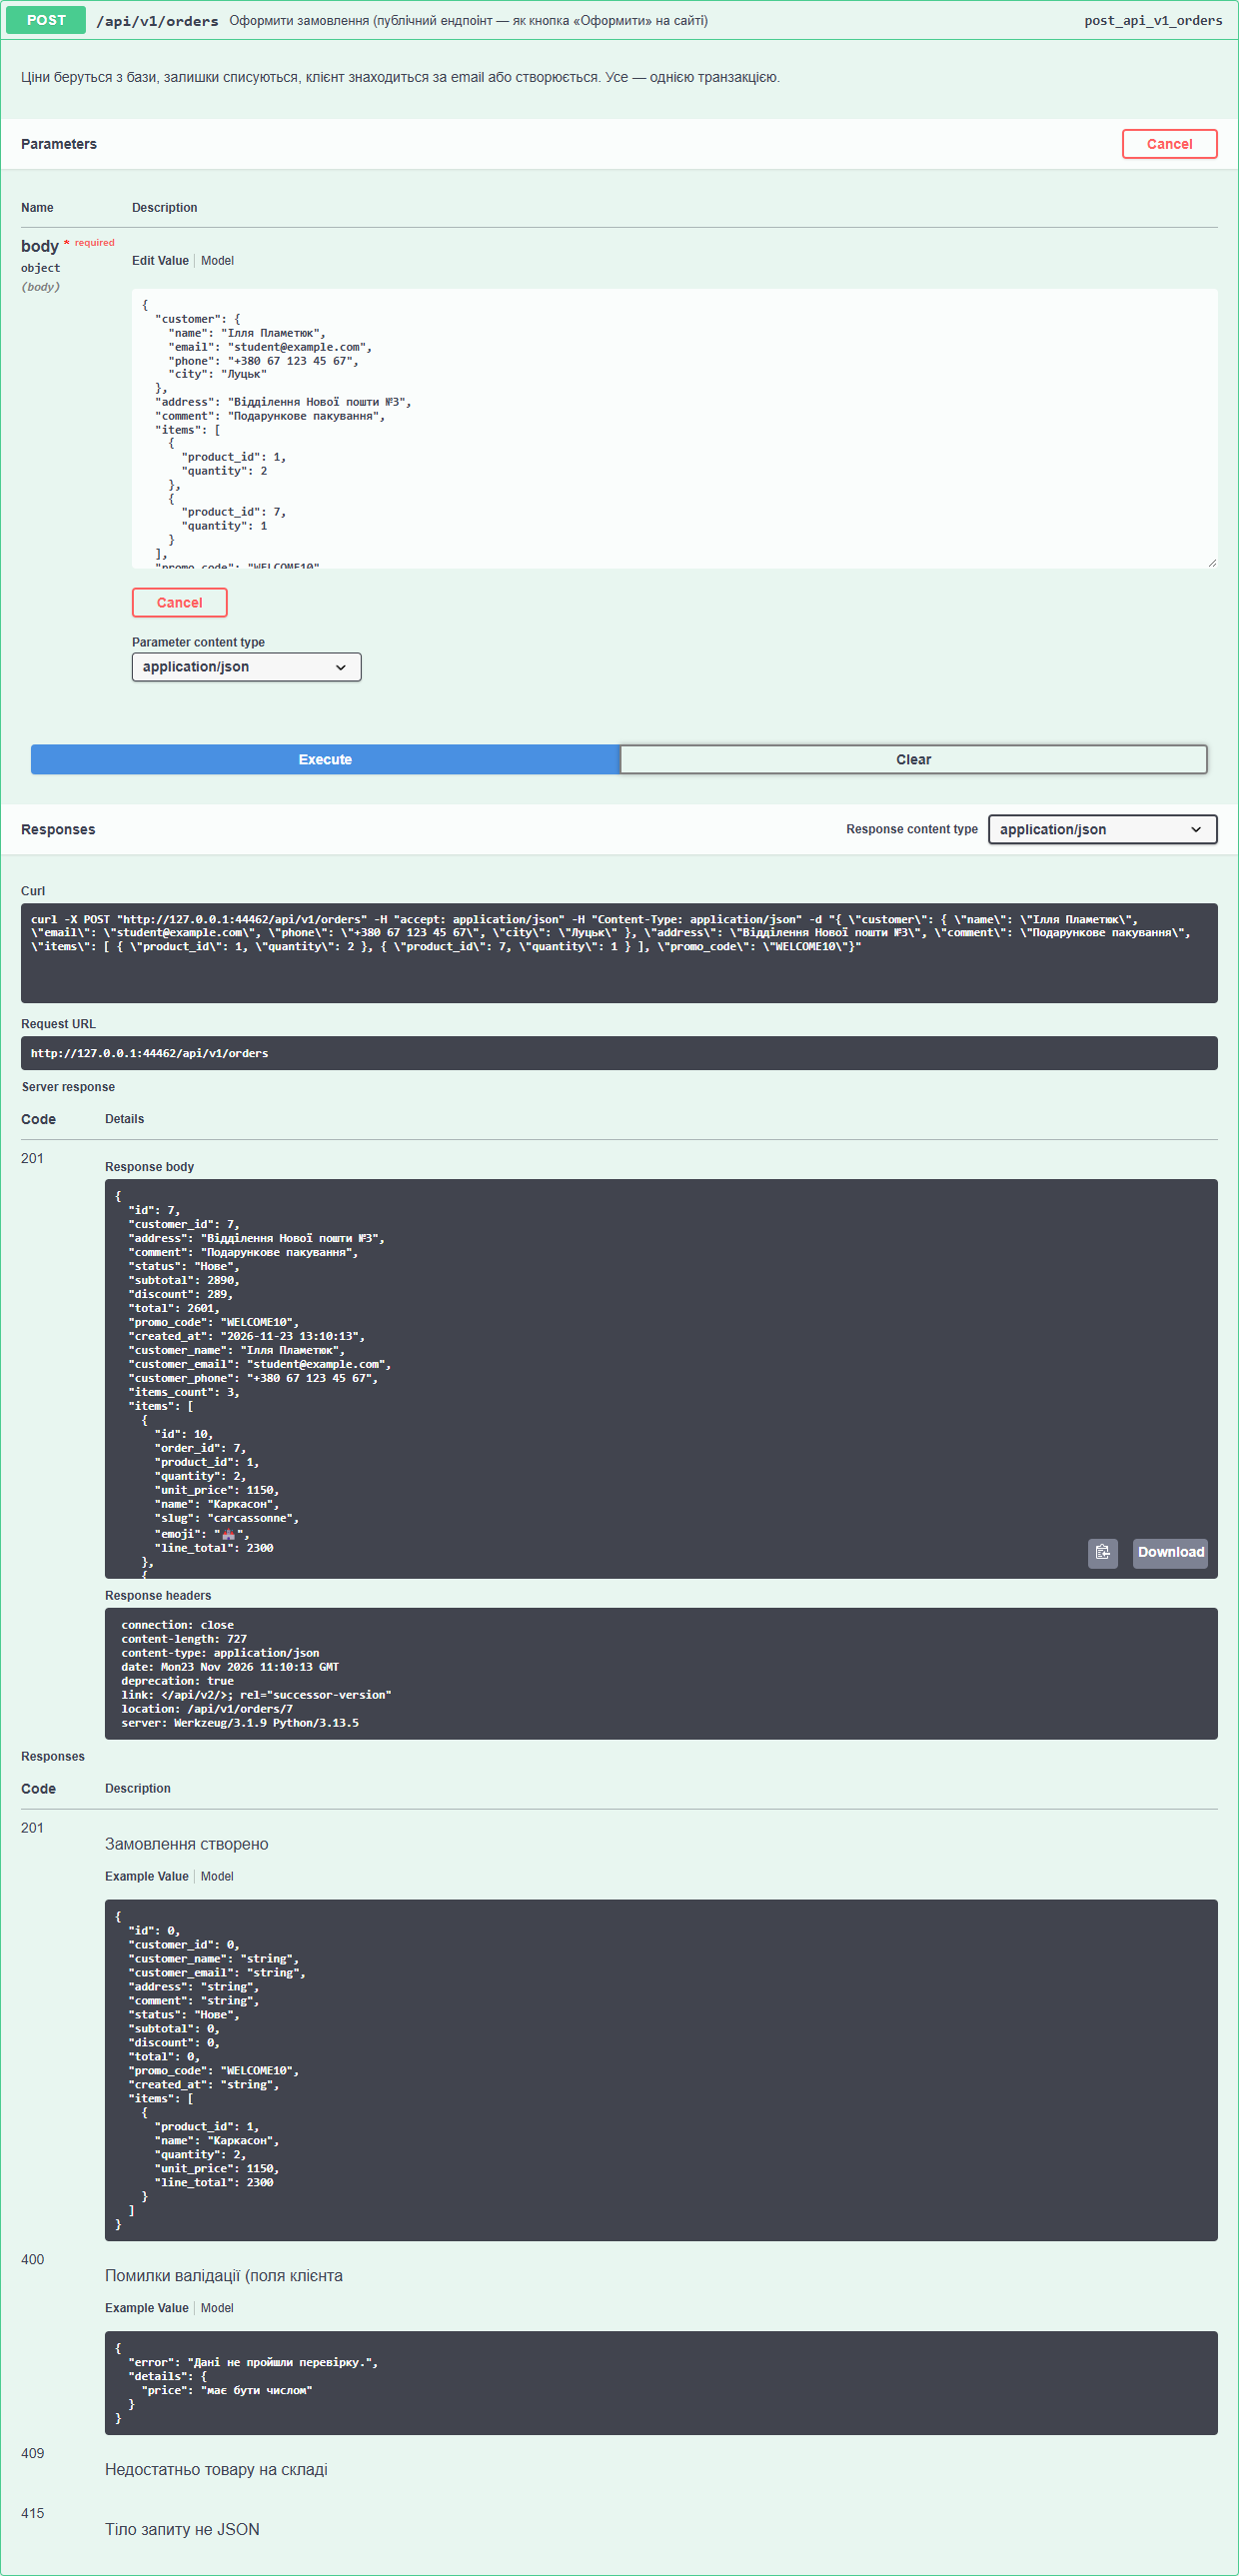 POST /api/v1/orders Оформити замовлення (публічний ендпоінт — як кнопка «Оформити» на сайті) post_api_v1_orders
Ціни беруться з бази, залишки списуються, клієнт знаходиться за email або створюється. Усе — однією транзакцією.
Parameters Cancel
Name Description
body * required
object
(body)
Edit Value | Model
{
"customer": {
"name": "Ілля Пламетюк",
"email": "student@example.com",
"phone": "+380 67 123 45 67",
"city": "Луцьк"
},
"address": "Відділення Нової пошти №3",
"comment": "Подарункове пакування",
"items": [
{
"product_id": 1,
"quantity": 2
},
{
"product_id": 7,
"quantity": 1
}
],
"promo_code": "WELCOME10"
Cancel
Parameter content type
application/json
Execute Clear
Responses Response content type application/json
Curl
curl -X POST "http://127.0.0.1:44462/api/v1/orders" -H "accept: application/json" -H "Content-Type: application/json" -d "{ \"customer\": { \"name\": \"Ілля Пламетюк\",
\"email\": \"student@example.com\", \"phone\": \"+380 67 123 45 67\", \"city\": \"Луцьк\" }, \"address\": \"Відділення Нової пошти №3\", \"comment\": \"Подарункове пакування\",
\"items\": [ { \"product_id\": 1, \"quantity\": 2 }, { \"product_id\": 7, \"quantity\": 1 } ], \"promo_code\": \"WELCOME10\"}"
Request URL
http://127.0.0.1:44462/api/v1/orders
Server response
Code Details
201
Response body
{
"id": 7,
"customer_id": 7,
"address": "Відділення Нової пошти №3",
"comment": "Подарункове пакування",
"status": "Нове",
"subtotal": 2890,
"discount": 289,
"total": 2601,
"promo_code": "WELCOME10",
"created_at": "2026-11-23 13:10:13",
"customer_name": "Ілля Пламетюк",
"customer_email": "student@example.com",
"customer_phone": "+380 67 123 45 67",
"items_count": 3,
"items": [
{
"id": 10,
"order_id": 7,
"product_id": 1,
"quantity": 2,
"unit_price": 1150,
"name": "Каркасон",
"slug": "carcassonne",
"emoji": "🏰",
"line_total": 2300
},
{
Download
Response headers
connection: close
content-length: 727
content-type: application/json
date: Mon23 Nov 2026 11:10:13 GMT
deprecation: true
link: </api/v2/>; rel="successor-version"
location: /api/v1/orders/7
server: Werkzeug/3.1.9 Python/3.13.5
Responses
Code Description
201
Замовлення створено
Example Value | Model
{
"id": 0,
"customer_id": 0,
"customer_name": "string",
"customer_email": "string",
"address": "string",
"comment": "string",
"status": "Нове",
"subtotal": 0,
"discount": 0,
"total": 0,
"promo_code": "WELCOME10",
"created_at": "string",
"items": [
{
"product_id": 1,
"name": "Каркасон",
"quantity": 2,
"unit_price": 1150,
"line_total": 2300
}
]
}
400
Помилки валідації (поля клієнта
Example Value | Model
{
"error": "Дані не пройшли перевірку.",
"details": {
"price": "має бути числом"
}
}
409
Недостатньо товару на складі
415
Тіло запиту не JSON